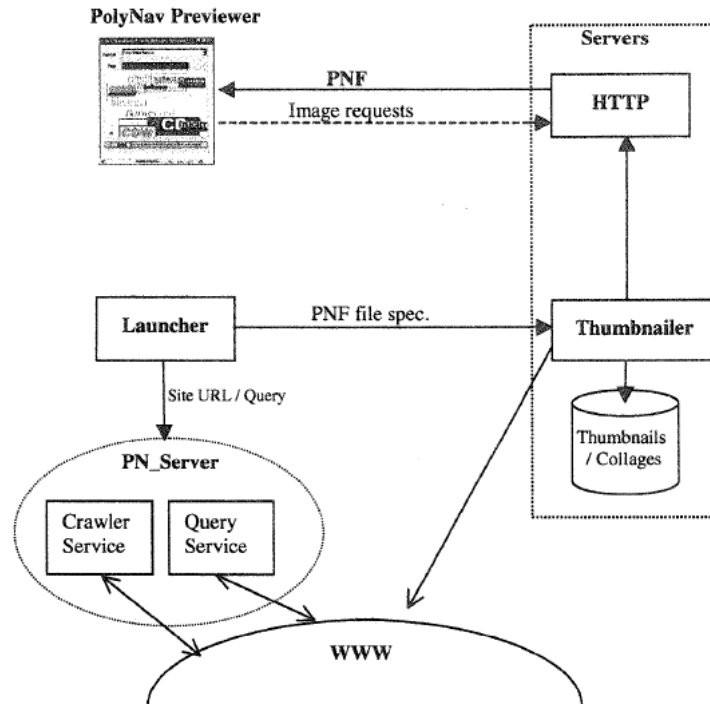 PolyNav Previewer
Servers
PNF
HTTP
Image requests
Launcher
PNF file spec.
Thumbnailer
Site URL / Query
Thumbnails
/ Collages
PN_Server
Crawler
Service
Query
Service
WWW